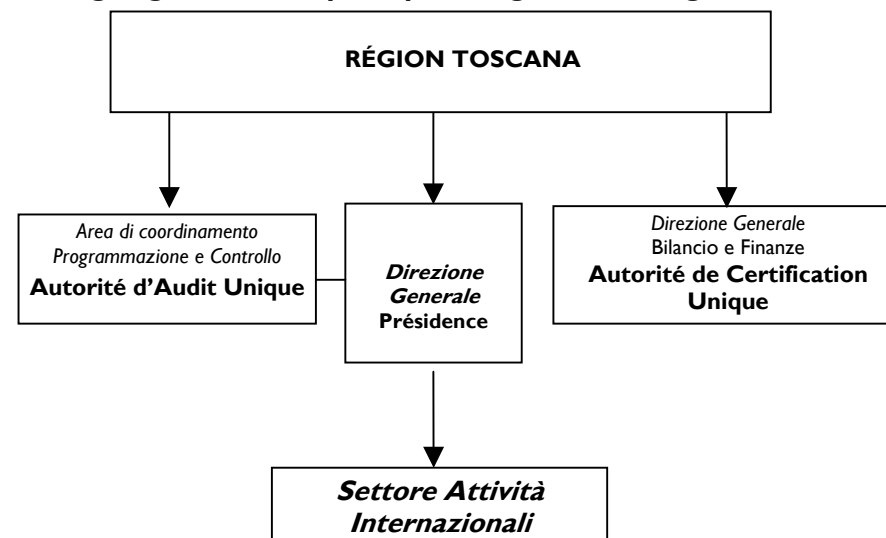 RÉGION TOSCANA
Area di coordinamento
Programmazione e Controllo
Autorité d'Audit Unique
Direzione
Generale
Présidence
Direzione Generale
Bilancio e Finanze
Autorité de Certification
Unique
Settore Attività
Internazionali